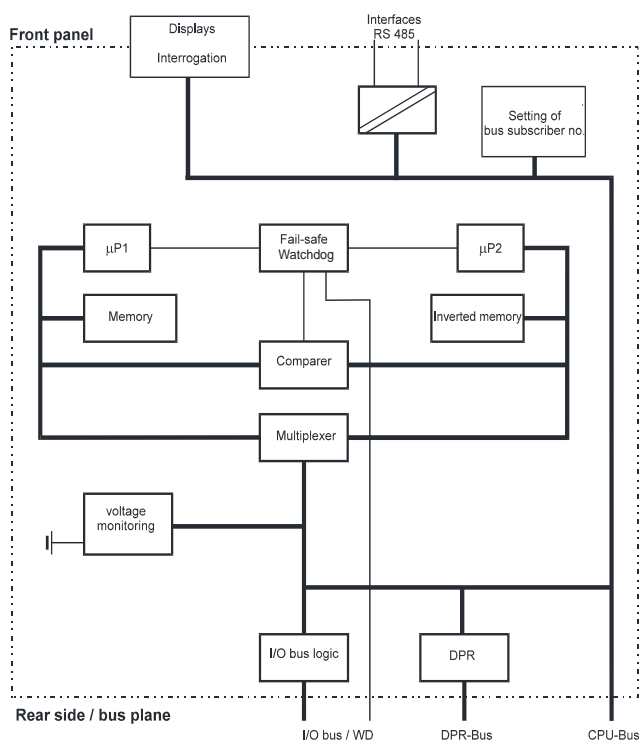 Displays
Interrogation
Interfaces
RS 485
Front panel
Setting of
bus subscriber no.
µP1
Fail-safe
Watchdog
µP2
Memory
Inverted memory
Comparer
Multiplexer
voltage
monitoring
I/O bus logic
DPR
Rear side / bus plane
I/O bus / WD
DPR-Bus
CPU-Bus